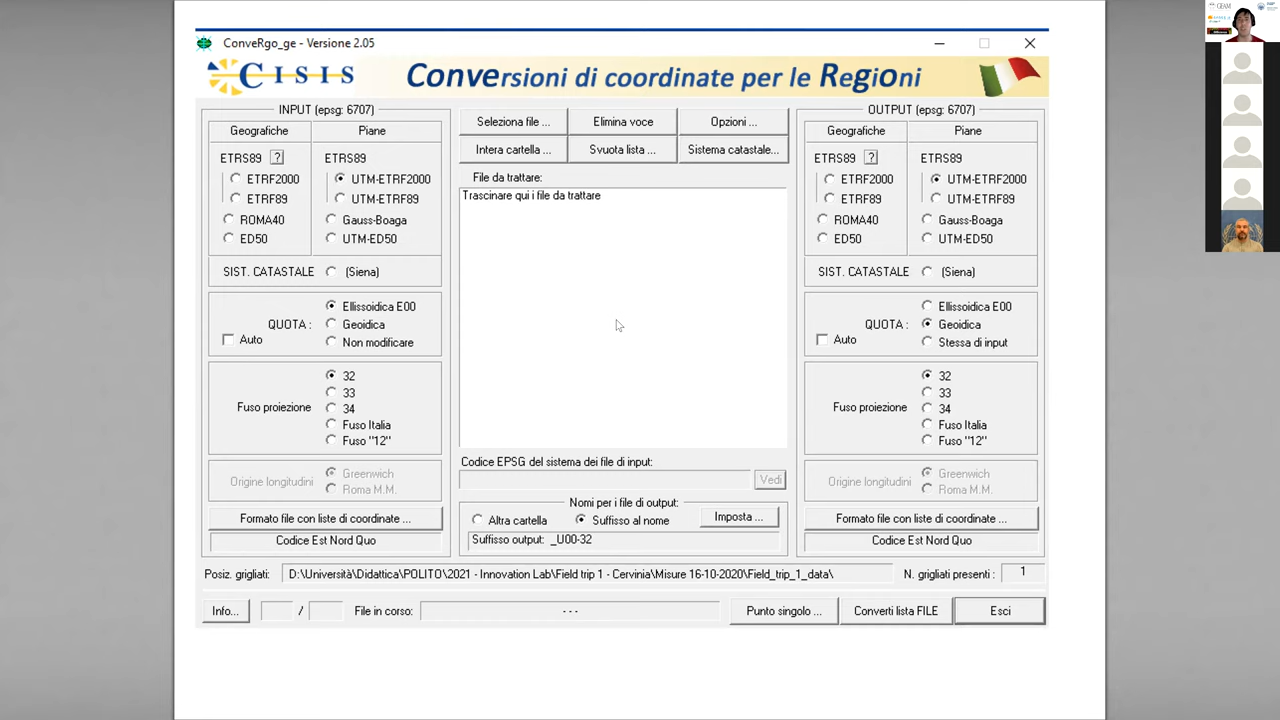 ConveRgo_ge - Versione 2.05
CISIS
Conversioni di coordinate per le Regioni
INPUT (epsg: 6707)
Geografiche
Piane
ETRS89
?
ETRS89
ETRF2000
UTM-ETRF2000
ETRF89
UTM-ETRF89
ROMA40
Gauss-Boaga
ED50
UTM-ED50
SIST. CATASTALE
(Siena)
QUOTA :
Ellissoidica E00
Geoidica
Auto
Non modificare
Fuso proiezione
32
33
34
Fuso Italia
Fuso "12"
Origine longitudini
Greenwich
Roma M.M.
Formato file con liste di coordinate ...
Codice Est Nord Quo
Seleziona file ...
Elimina voce
Opzioni ...
Intera cartella ...
Svuota lista ...
Sistema catastale...
File da trattare:
Trascinare qui i file da trattare
Codice EPSG del sistema dei file di input:
Vedi
Nomi per i file di output:
Altra cartella
Suffisso al nome
Imposta ...
Suffisso output: _U00-32
OUTPUT (epsg: 6707)
Geografiche
Piane
ETRS89
?
ETRS89
ETRF2000
UTM-ETRF2000
ETRF89
UTM-ETRF89
ROMA40
Gauss-Boaga
ED50
UTM-ED50
SIST. CATASTALE
(Siena)
QUOTA :
Ellissoidica E00
Geoidica
Auto
Stessa di input
Fuso proiezione
32
33
34
Fuso Italia
Fuso "12"
Origine longitudini
Greenwich
Roma M.M.
Formato file con liste di coordinate ...
Codice Est Nord Quo
Posiz. grigliati:
D:\Università\Didattica\POLITO\2021 - Innovation Lab\Field trip 1 - Cervinia\Misure 16-10-2020\Field_trip_1_data\
N. grigliati presenti :
1
Info...
/
File in corso:
- - -
Punto singolo ...
Converti lista FILE
Esci
GEAM